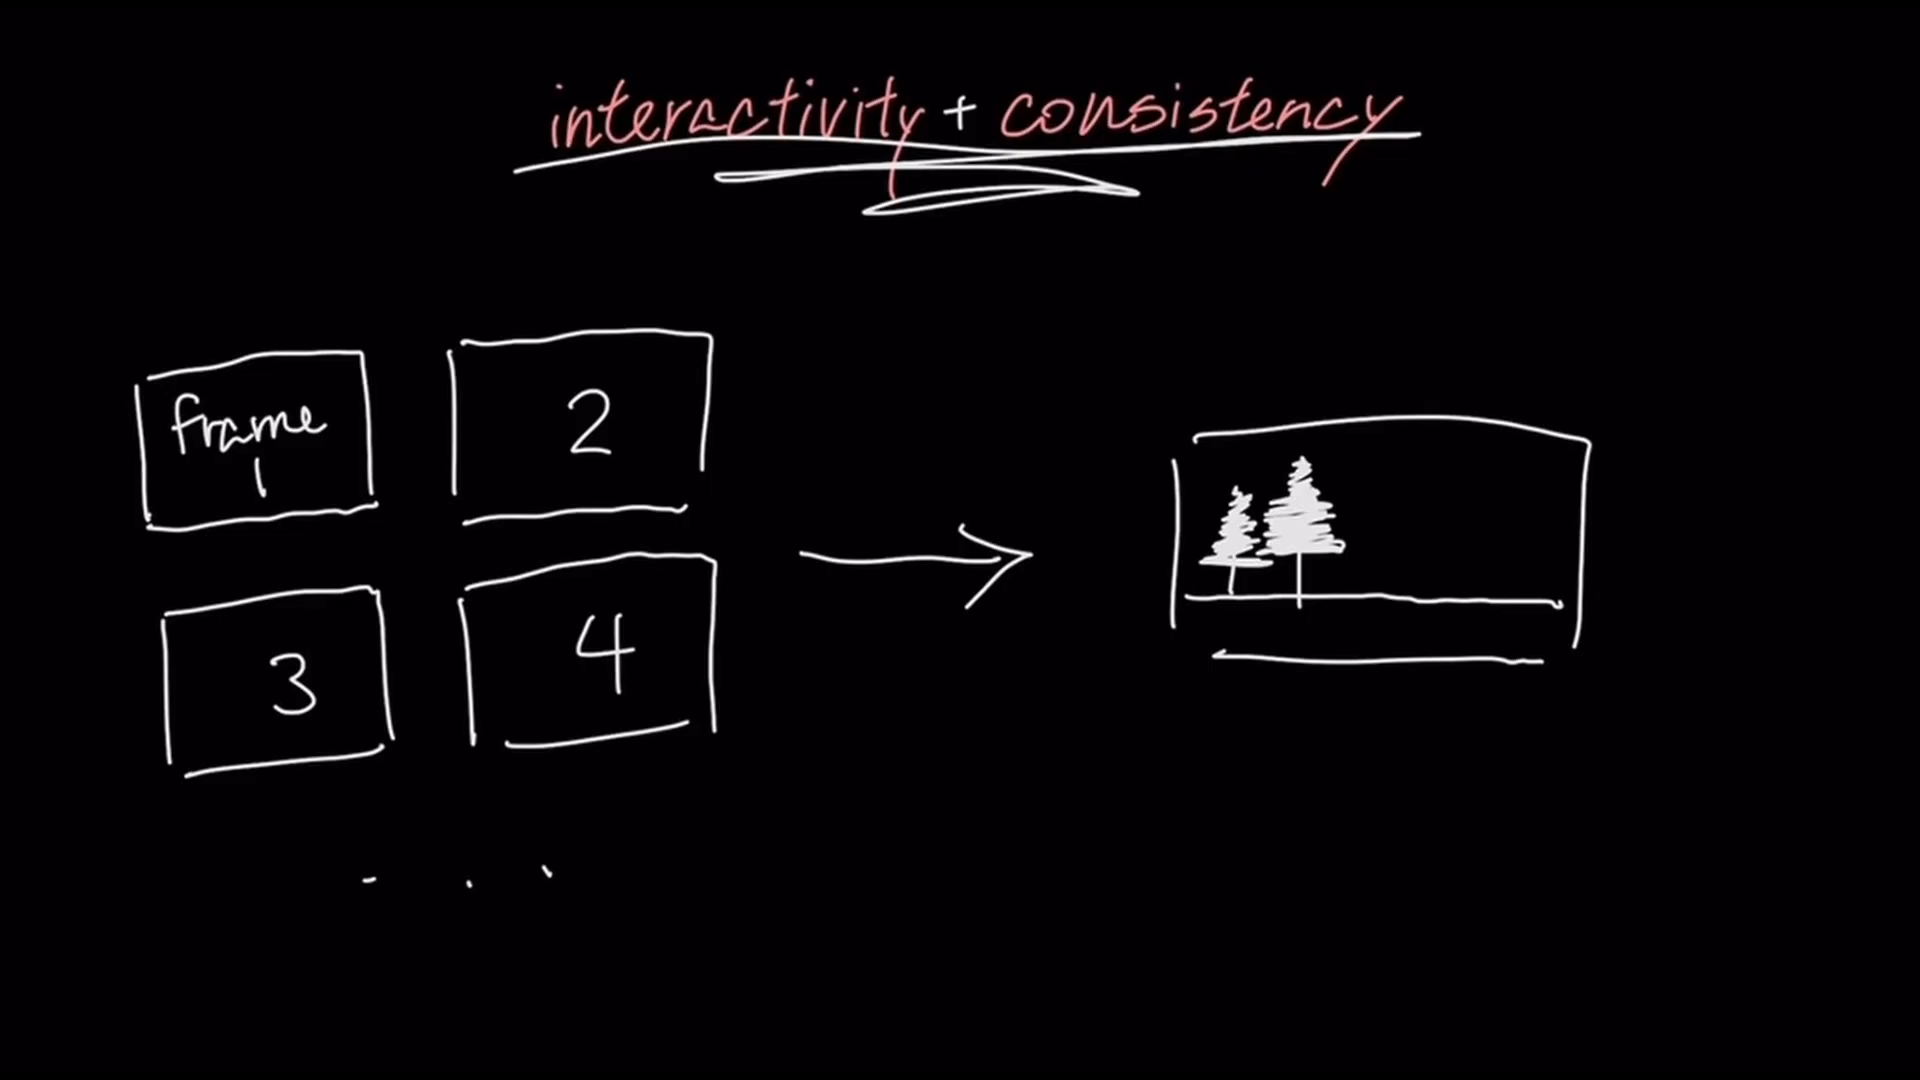 interactivity + consistency
frame
1
2
3
4
. . .